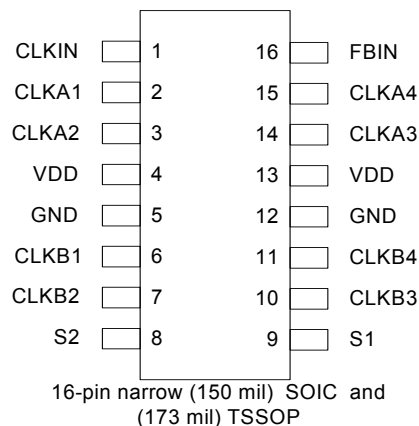 CLKIN 1 16 FBIN
CLKA1 2 15 CLKA4
CLKA2 3 14 CLKA3
VDD 4 13 VDD
GND 5 12 GND
CLKB1 6 11 CLKB4
CLKB2 7 10 CLKB3
S2 8 9 S1
16-pin narrow (150 mil) SOIC and
(173 mil) TSSOP